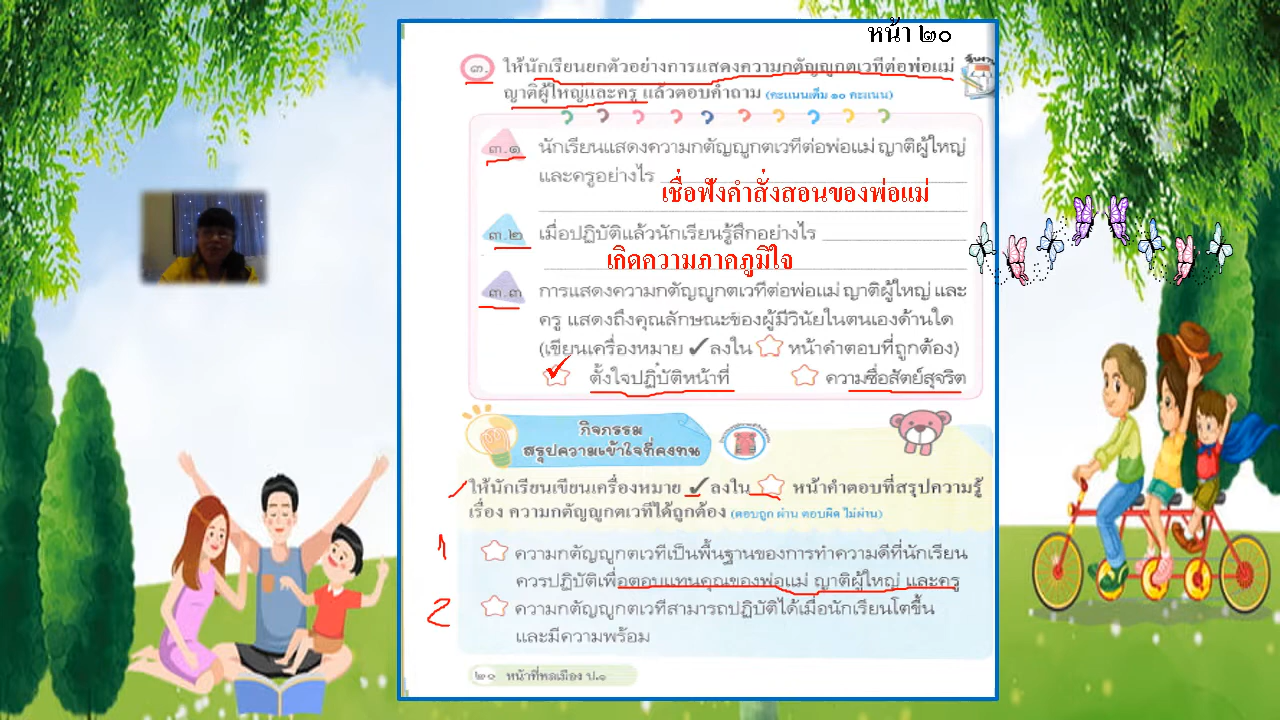 หน้า ๒๐
๓. ให้นักเรียนยกตัวอย่างการแสดงความกตัญญูกตเวทีต่อพ่อแม่
ญาติผู้ใหญ่และครู แล้วตอบคำถาม (คะแนนเต็ม ๑๐ คะแนน)
๓.๑ นักเรียนแสดงความกตัญญูกตเวทีต่อพ่อแม่ ญาติผู้ใหญ่
และครูอย่างไร
เชื่อฟังคำสั่งสอนของพ่อแม่
๓.๒ เมื่อปฏิบัติแล้วนักเรียนรู้สึกอย่างไร
เกิดความภาคภูมิใจ
๓.๓ การแสดงความกตัญญูกตเวทีต่อพ่อแม่ ญาติผู้ใหญ่ และ
ครู แสดงถึงคุณลักษณะของผู้มีวินัยในตนเองด้านใด
(เขียนเครื่องหมาย ✓ ลงใน ☆ หน้าคำตอบที่ถูกต้อง)
✓ ตั้งใจปฏิบัติหน้าที่ ☆ ความซื่อสัตย์สุจริต
กิจกรรม
สรุปความเข้าใจที่คงทน
ให้นักเรียนเขียนเครื่องหมาย ✓ ลงใน ☆ หน้าคำตอบที่สรุปความรู้
เรื่อง ความกตัญญูกตเวทีได้ถูกต้อง (ตอบถูก ผ่าน ตอบผิด ไม่ผ่าน)
1 ☆ ความกตัญญูกตเวทีเป็นพื้นฐานของการทำความดีที่นักเรียน
ควรปฏิบัติเพื่อตอบแทนคุณของพ่อแม่ ญาติผู้ใหญ่ และครู
2 ☆ ความกตัญญูกตเวทีสามารถปฏิบัติได้เมื่อนักเรียนโตขึ้น
และมีความพร้อม
๒๐ หน้าที่พลเมือง ป.๑